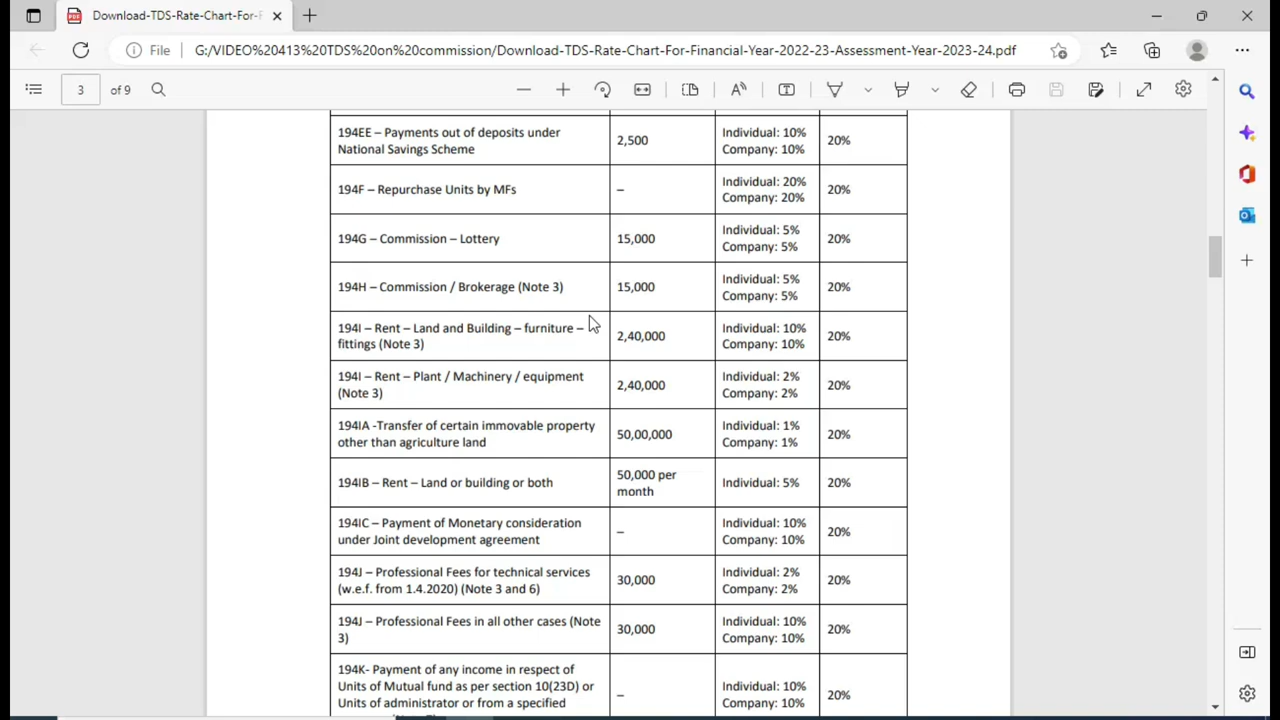 Download-TDS-Rate-Chart-For-F
File
G:/VIDEO%20413%20TDS%20on%20commission/Download-TDS-Rate-Chart-For-Financial-Year-2022-23-Assessment-Year-2023-24.pdf
3 of 9
194EE – Payments out of deposits under
National Savings Scheme
2,500
Individual: 10%
Company: 10%
20%
194F – Repurchase Units by MFs
–
Individual: 20%
Company: 20%
20%
194G – Commission – Lottery
15,000
Individual: 5%
Company: 5%
20%
194H – Commission / Brokerage (Note 3)
15,000
Individual: 5%
Company: 5%
20%
194I – Rent – Land and Building – furniture –
fittings (Note 3)
2,40,000
Individual: 10%
Company: 10%
20%
194I – Rent – Plant / Machinery / equipment
(Note 3)
2,40,000
Individual: 2%
Company: 2%
20%
194IA -Transfer of certain immovable property
other than agriculture land
50,00,000
Individual: 1%
Company: 1%
20%
194IB – Rent – Land or building or both
50,000 per
month
Individual: 5%
20%
194IC – Payment of Monetary consideration
under Joint development agreement
–
Individual: 10%
Company: 10%
20%
194J – Professional Fees for technical services
(w.e.f. from 1.4.2020) (Note 3 and 6)
30,000
Individual: 2%
Company: 2%
20%
194J – Professional Fees in all other cases (Note
3)
30,000
Individual: 10%
Company: 10%
20%
194K- Payment of any income in respect of
Units of Mutual fund as per section 10(23D) or
Units of administrator or from a specified
–
Individual: 10%
Company: 10%
20%